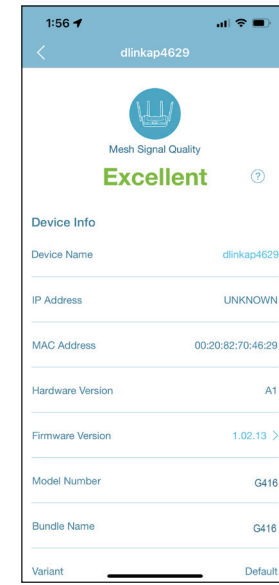 1:56
dlinkap4629
Mesh Signal Quality
Excellent ?
Device Info
Device Name dlinkap4629
IP Address UNKNOWN
MAC Address 00:20:82:70:46:29
Hardware Version A1
Firmware Version 1.02.13 >
Model Number G416
Bundle Name G416
Variant Default